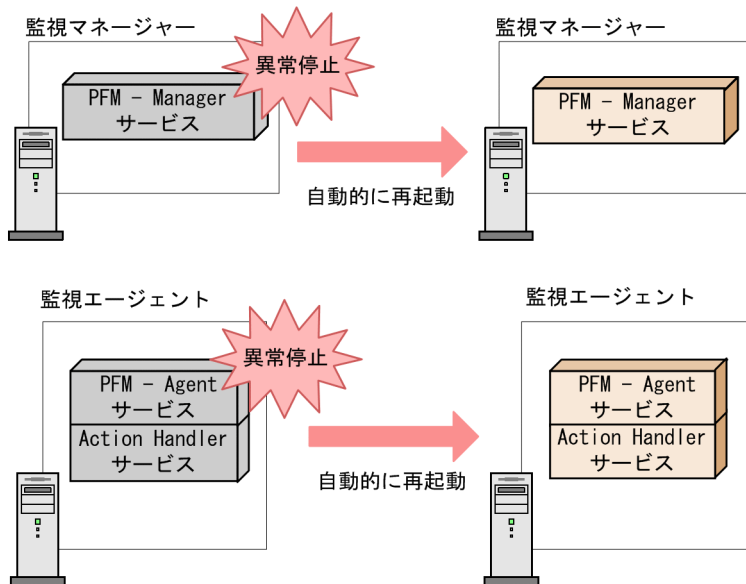 監視マネージャー
監視マネージャー
異常停止
PFM - Manager
サービス
PFM - Manager
サービス
自動的に再起動
監視エージェント
監視エージェント
異常停止
PFM - Agent
サービス
Action Handler
サービス
PFM - Agent
サービス
Action Handler
サービス
自動的に再起動